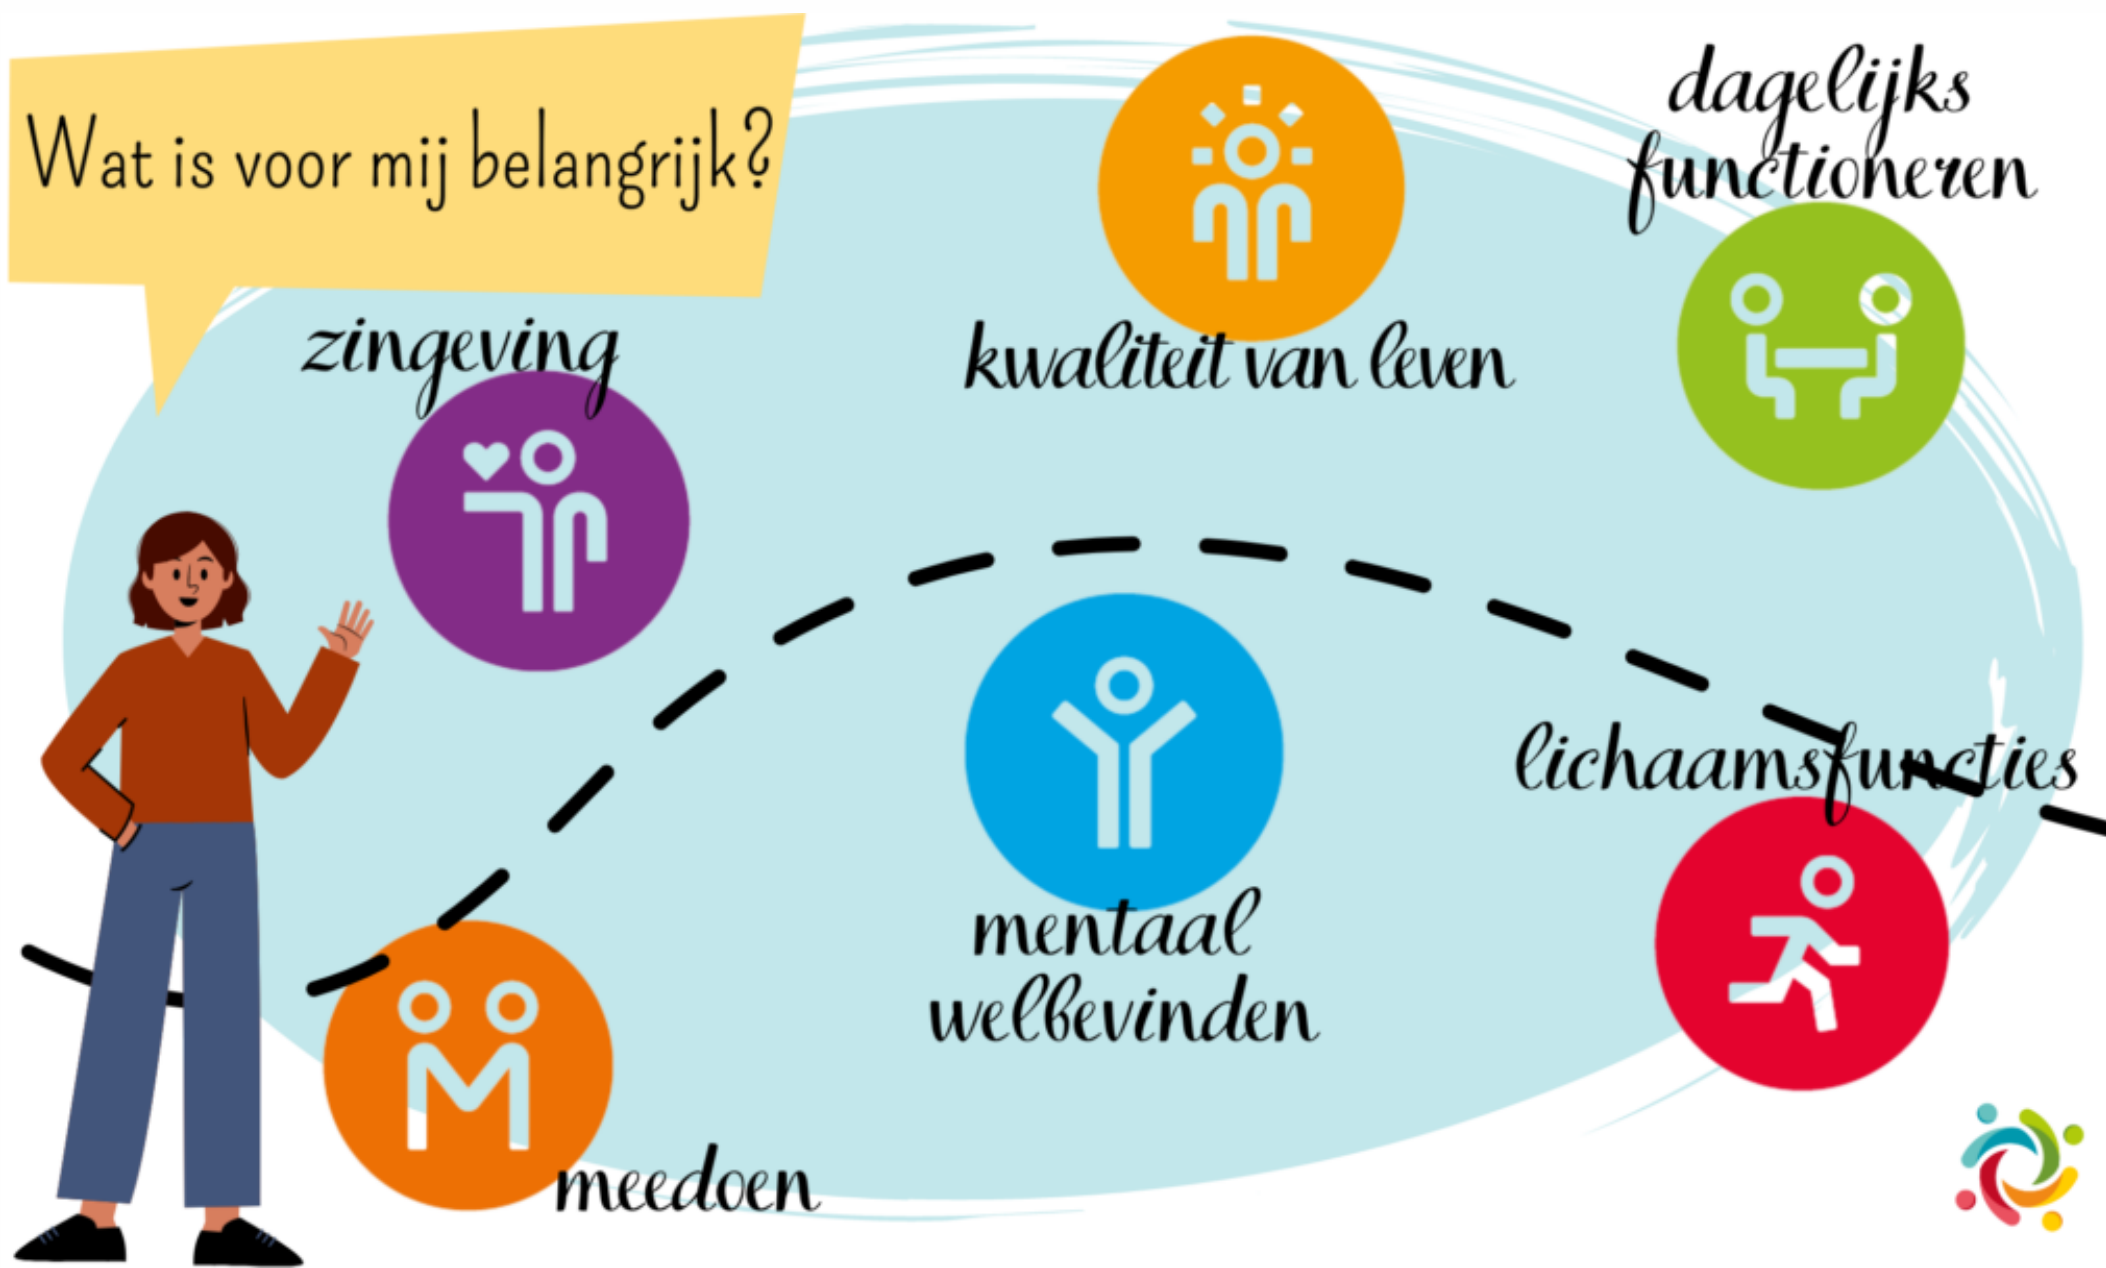 Wat is voor mij belangrijk?
zingeving
kwaliteit van leven
dagelijks
functioneren
lichaamsfuncties
mentaal
welbevinden
meedoen